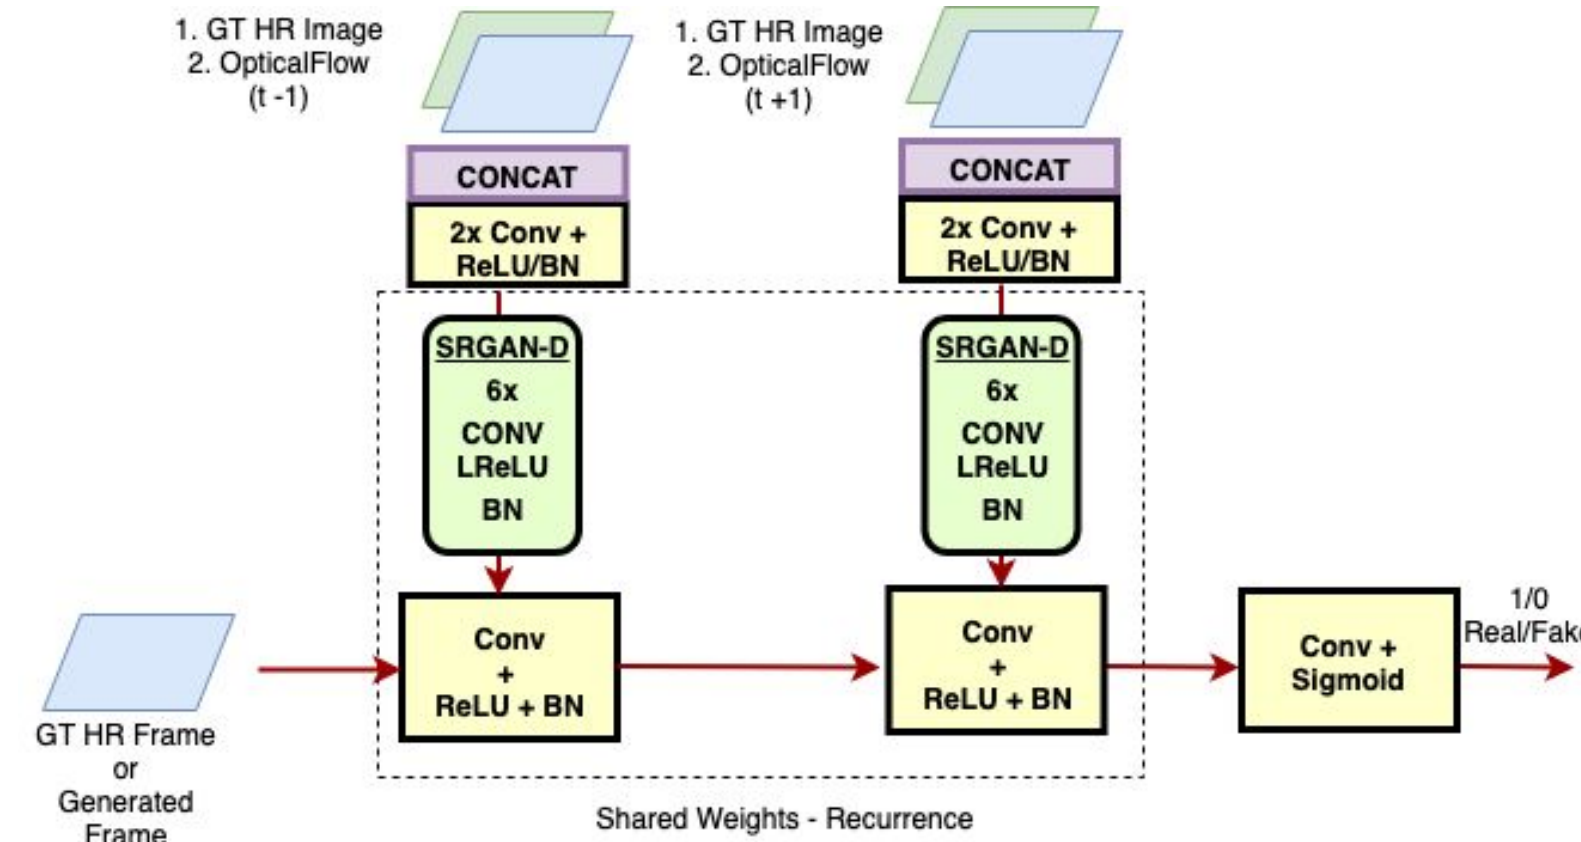 1. GT HR Image
2. OpticalFlow
(t -1)
1. GT HR Image
2. OpticalFlow
(t +1)
CONCAT
2x Conv +
ReLU/BN
CONCAT
2x Conv +
ReLU/BN
SRGAN-D
6x
CONV
LReLU
BN
SRGAN-D
6x
CONV
LReLU
BN
GT HR Frame
or
Generated
Frame
Conv
+
ReLU + BN
Conv
+
ReLU + BN
Conv +
Sigmoid
1/0
Real/Fake
Shared Weights - Recurrence